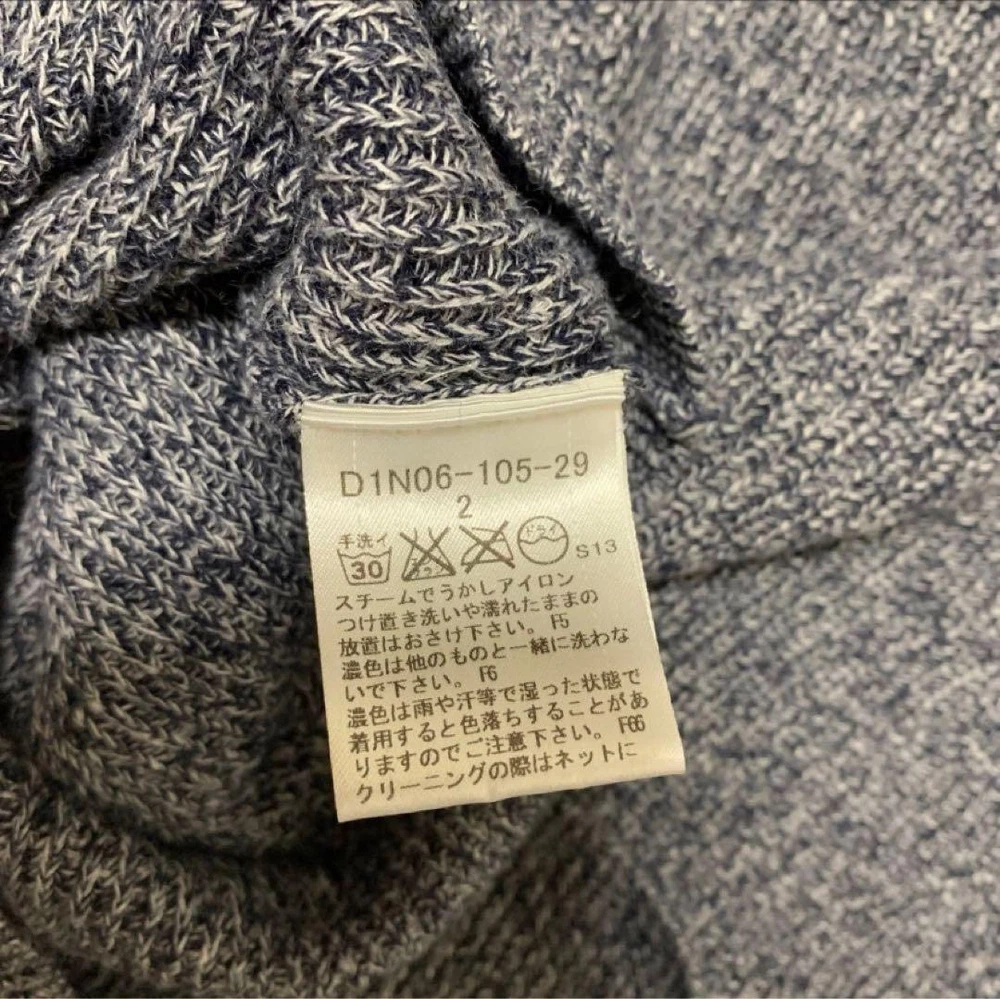 D1N06-105-29
2
手洗イ
30 ドライ S13
スチームでうかしアイロン
つけ置き洗いや濡れたままの
放置はおさけ下さい。 F5
濃色は他のものと一緒に洗わな
いで下さい。 F6
濃色は雨や汗等で湿った状態で
着用すると色落ちすることがあ
りますのでご注意下さい。 F66
クリーニングの際はネットに